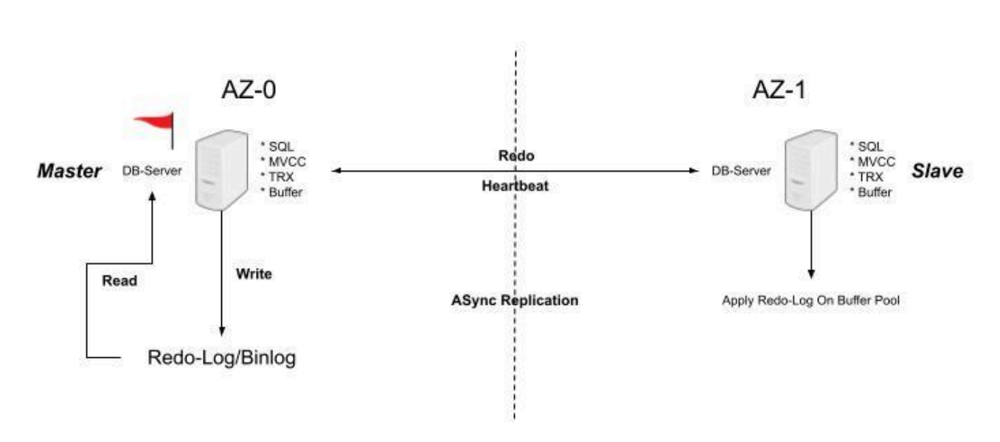 AZ-0
AZ-1
Master
DB-Server
* SQL
* MVCC
* TRX
* Buffer
Redo
Heartbeat
DB-Server
* SQL
* MVCC
* TRX
* Buffer
Slave
Read
Write
ASync Replication
Apply Redo-Log On Buffer Pool
Redo-Log/Binlog